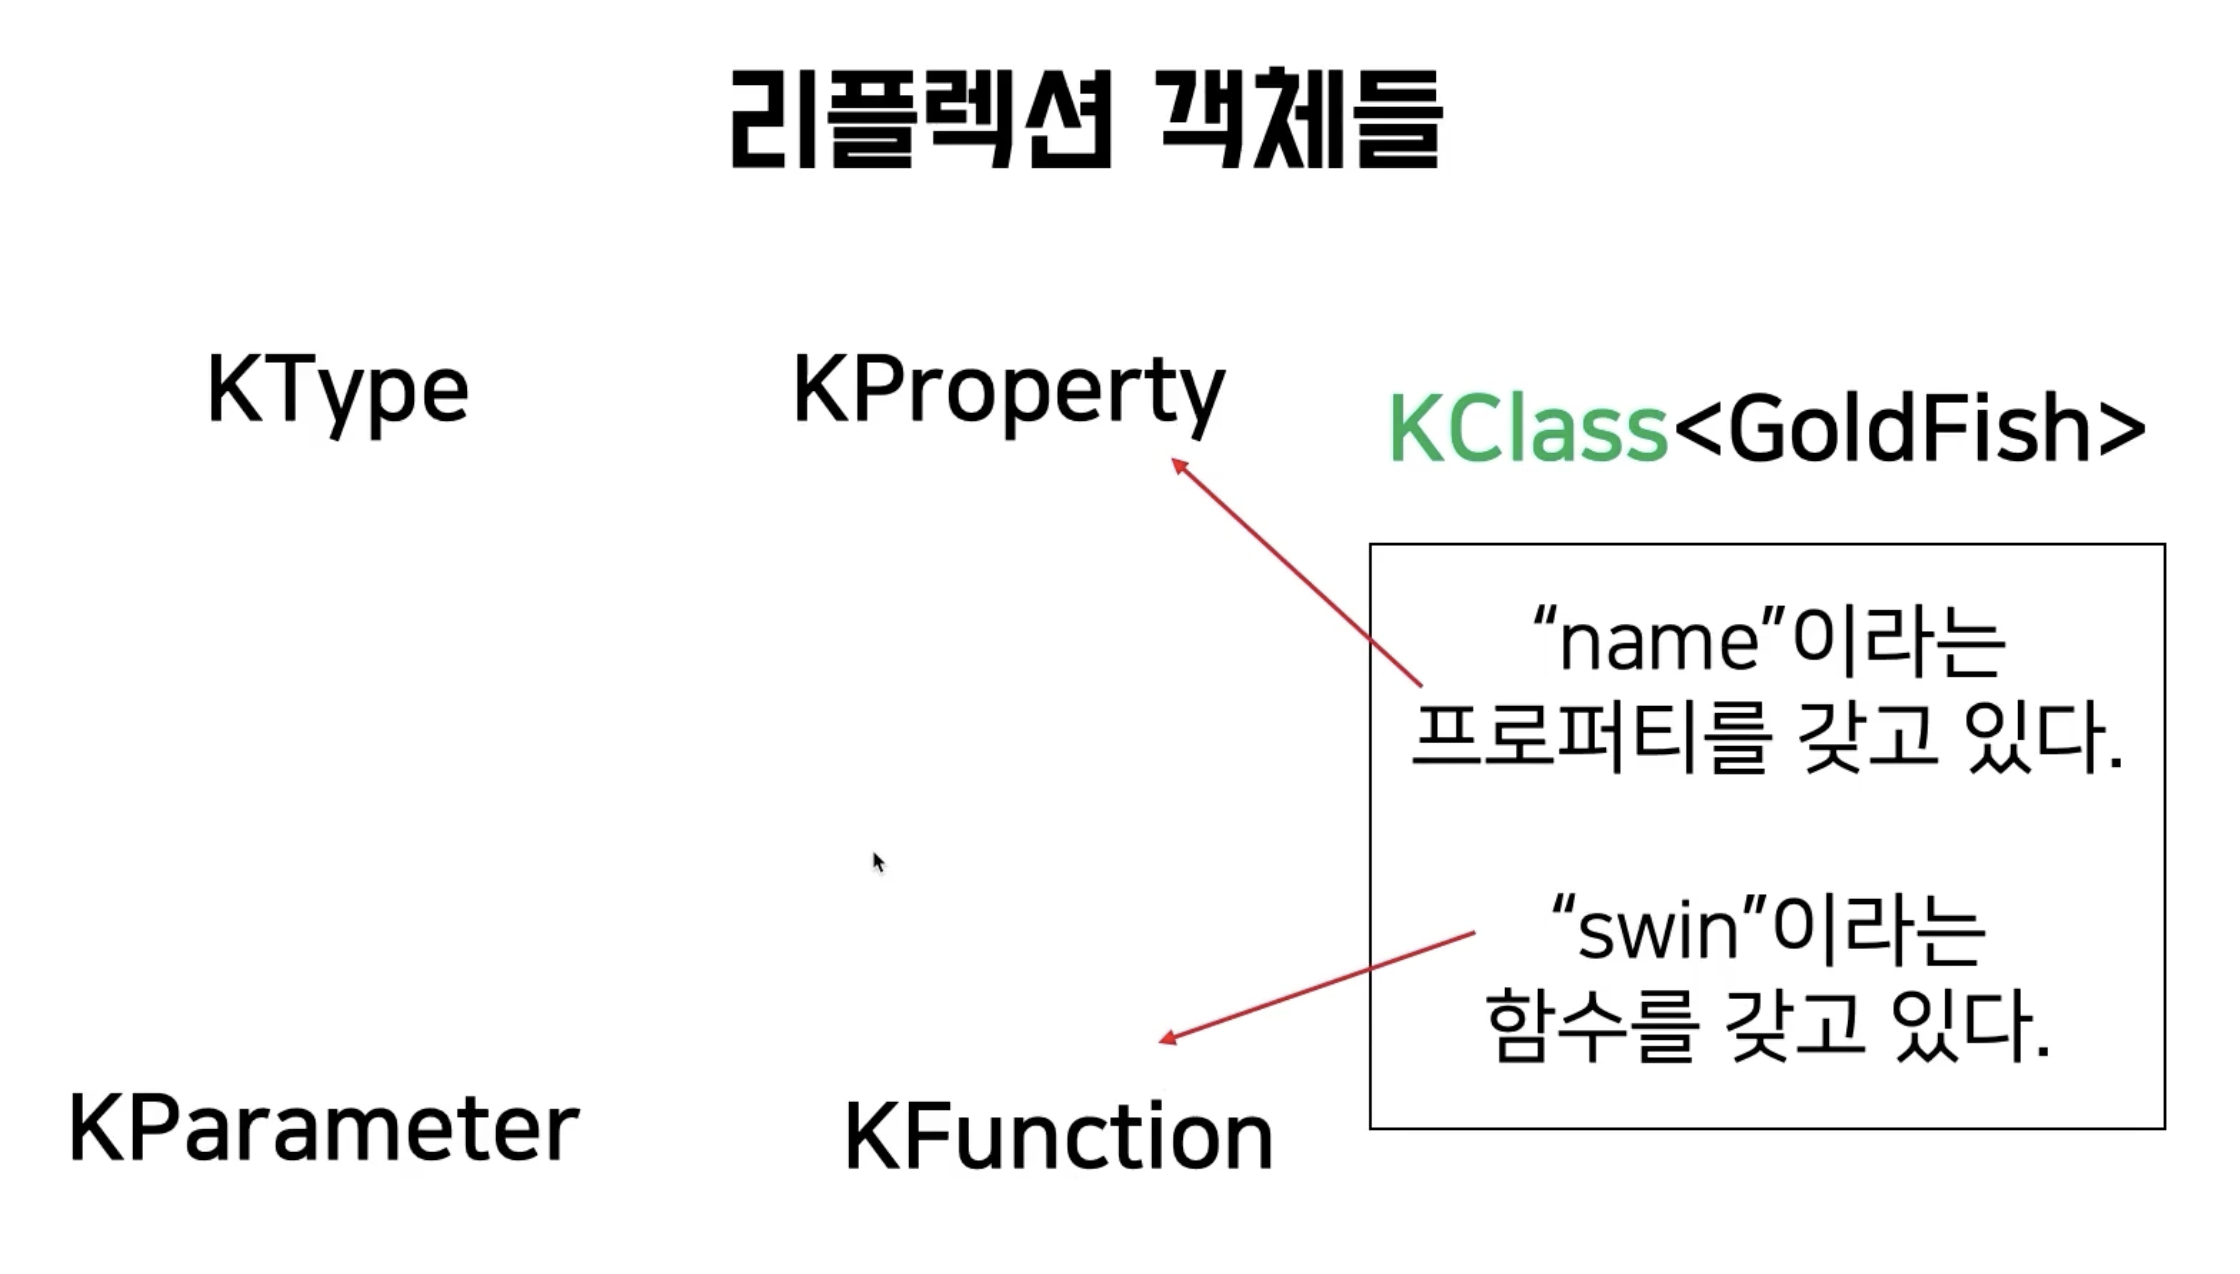 리플렉션 객체들
KType
KProperty
KClass<GoldFish>
“name”이라는
프로퍼티를 갖고 있다.
“swin”이라는
함수를 갖고 있다.
KParameter
KFunction